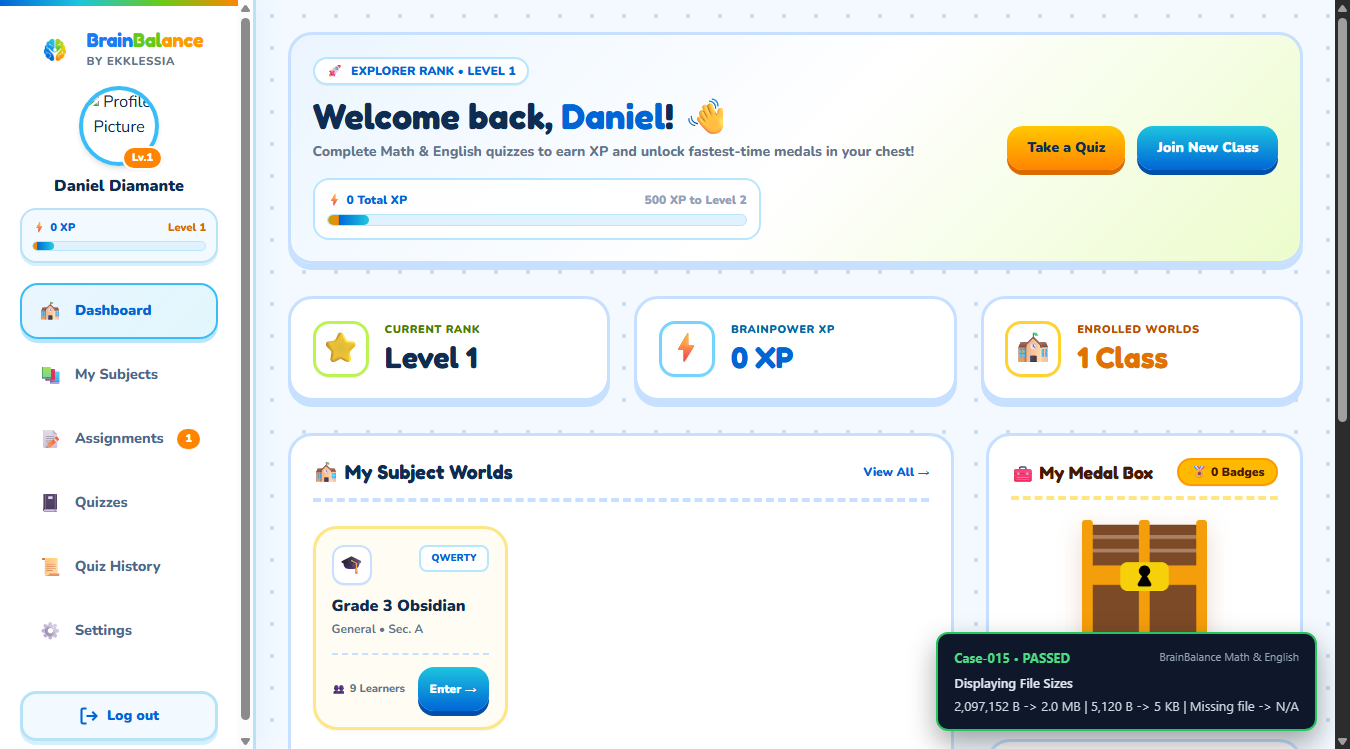 BrainBalance
BY EKKLESSIA
Profile
Picture
Lv.1
Daniel Diamante
0 XP
Level 1
Dashboard
My Subjects
Assignments
1
Quizzes
Quiz History
Settings
Log out
EXPLORER RANK • LEVEL 1
Welcome back, Daniel!
Complete Math & English quizzes to earn XP and unlock fastest-time medals in your chest!
0 Total XP
500 XP to Level 2
Take a Quiz
Join New Class
CURRENT RANK
Level 1
BRAINPOWER XP
0 XP
ENROLLED WORLDS
1 Class
My Subject Worlds
View All →
QWERTY
Grade 3 Obsidian
General • Sec. A
9 Learners
Enter →
My Medal Box
0 Badges
Case-015 • PASSED
BrainBalance Math & English
Displaying File Sizes
2,097,152 B -> 2.0 MB | 5,120 B -> 5 KB | Missing file -> N/A